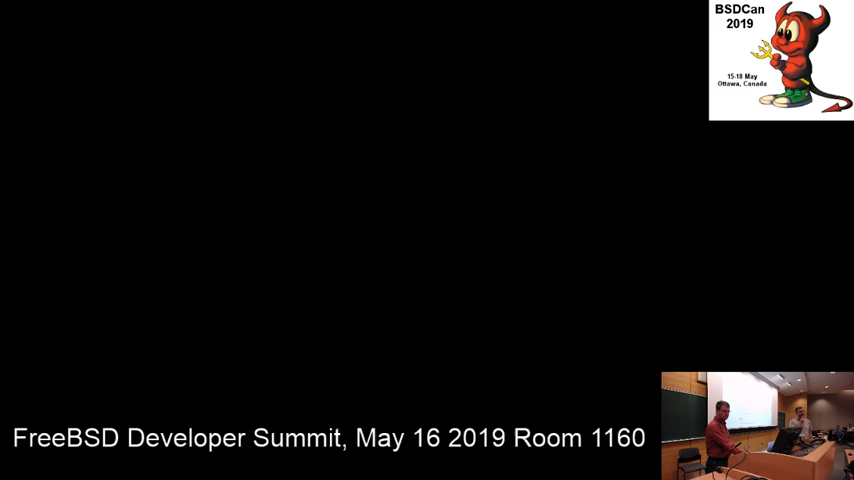 BSDCan
2019
15-18 May
Ottawa, Canada
FreeBSD Developer Summit, May 16 2019 Room 1160